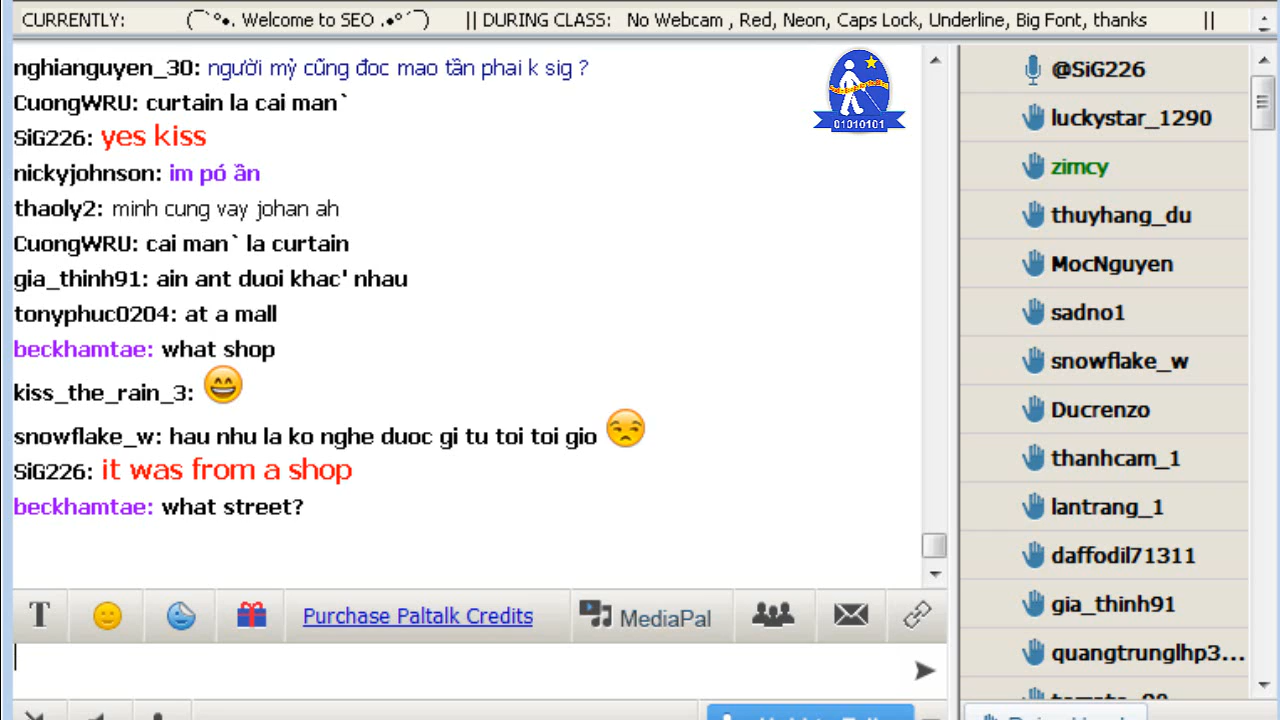 CURRENTLY: (¯`°•. Welcome to SEO .•°´¯) || DURING CLASS: No Webcam , Red, Neon, Caps Lock, Underline, Big Font, thanks ||
nghianguyen_30: người mỳ cũng đoc mao tần phai k sig ?
CuongWRU: curtain la cai man`
SiG226: yes kiss
nickyjohnson: im pó ần
thaoly2: minh cung vay johan ah
CuongWRU: cai man` la curtain
gia_thinh91: ain ant duoi khac' nhau
tonyphuc0204: at a mall
beckhamtae: what shop
kiss_the_rain_3: 😄
snowflake_w: hau nhu la ko nghe duoc gi tu toi toi gio 😒
SiG226: it was from a shop
beckhamtae: what street?
01010101
@SiG226
luckystar_1290
zimcy
thuyhang_du
MocNguyen
sadno1
snowflake_w
Ducrenzo
thanhcam_1
lantrang_1
daffodil71311
gia_thinh91
quangtrunglhp3...
T
Purchase Paltalk Credits
MediaPal